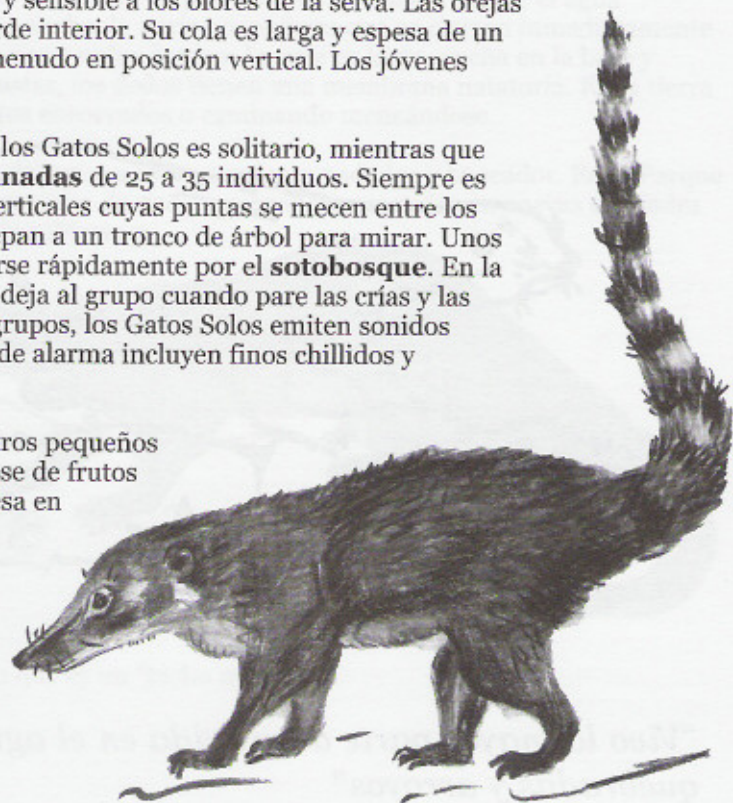 y sensible a los olores de la selva. Las orejas
rde interior. Su cola es larga y espesa de un
menudo en posición vertical. Los jóvenes
los Gatos Solos es solitario, mientras que
nadas de 25 a 35 individuos. Siempre es
erticales cuyas puntas se mecen entre los
pan a un tronco de árbol para mirar. Unos
rse rápidamente por el sotobosque. En la
deja al grupo cuando pare las crías y las
grupos, los Gatos Solos emiten sonidos
de alarma incluyen finos chillidos y
ros pequeños
se de frutos
esa en